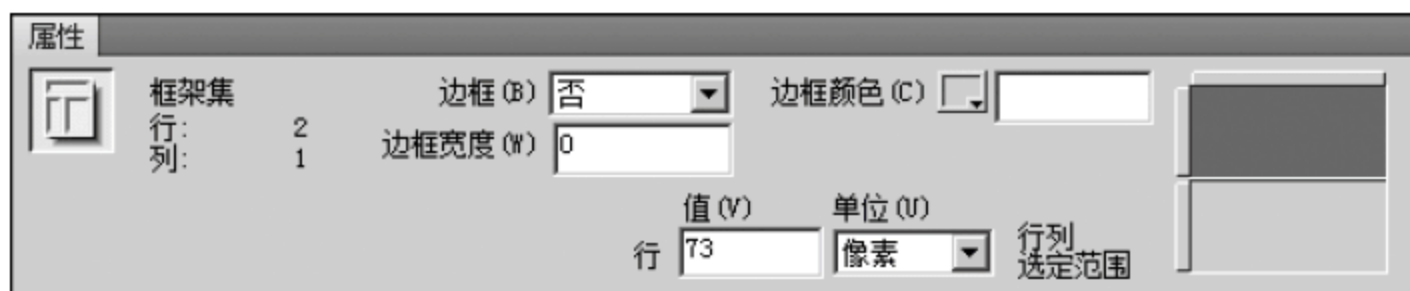 属性
框架集
行: 2
列: 1
边框(B) 否
边框宽度(W) 0
边框颜色(C)
值(V) 单位(U)
行 73 像素
行列
选定范围